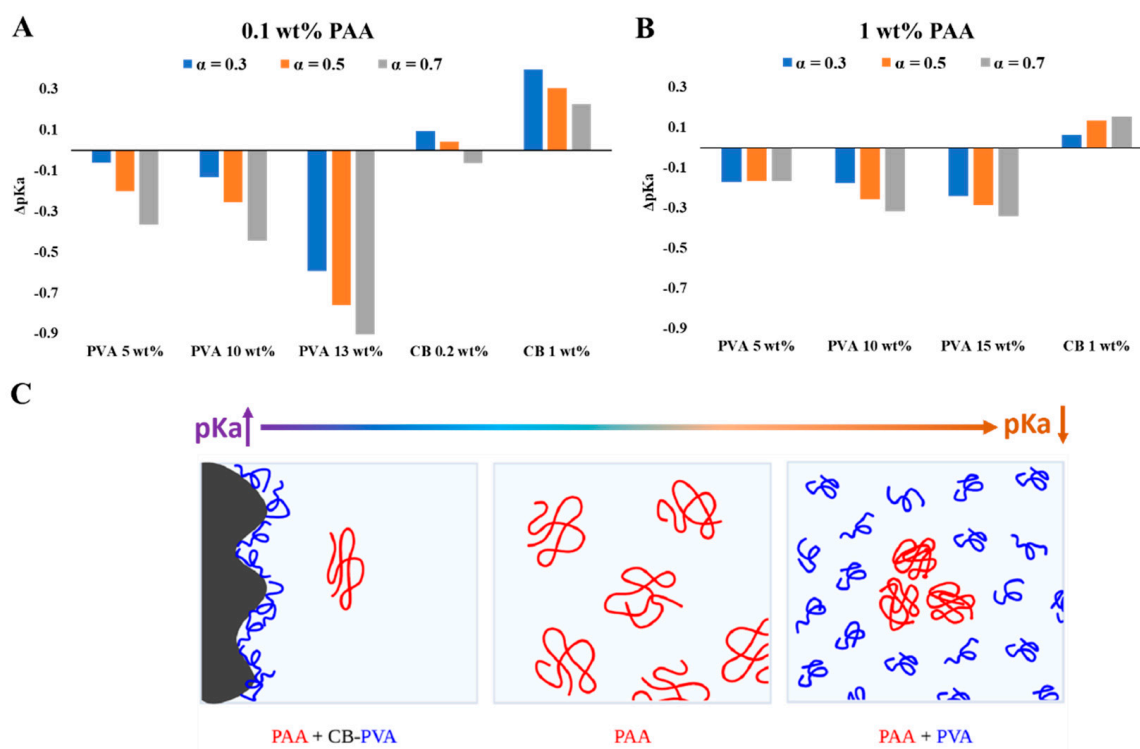 A
0.1 wt% PAA
α = 0.3 α = 0.5 α = 0.7
ΔpKa
0.3
0.1
-0.1
-0.3
-0.5
-0.7
-0.9
PVA 5 wt% PVA 10 wt% PVA 13 wt% CB 0.2 wt% CB 1 wt%
B
1 wt% PAA
α = 0.3 α = 0.5 α = 0.7
ΔpKa
0.3
0.1
-0.1
-0.3
-0.5
-0.7
-0.9
PVA 5 wt% PVA 10 wt% PVA 15 wt% CB 1 wt%
C
pKa pKa
PAA + CB-PVA PAA PAA + PVA